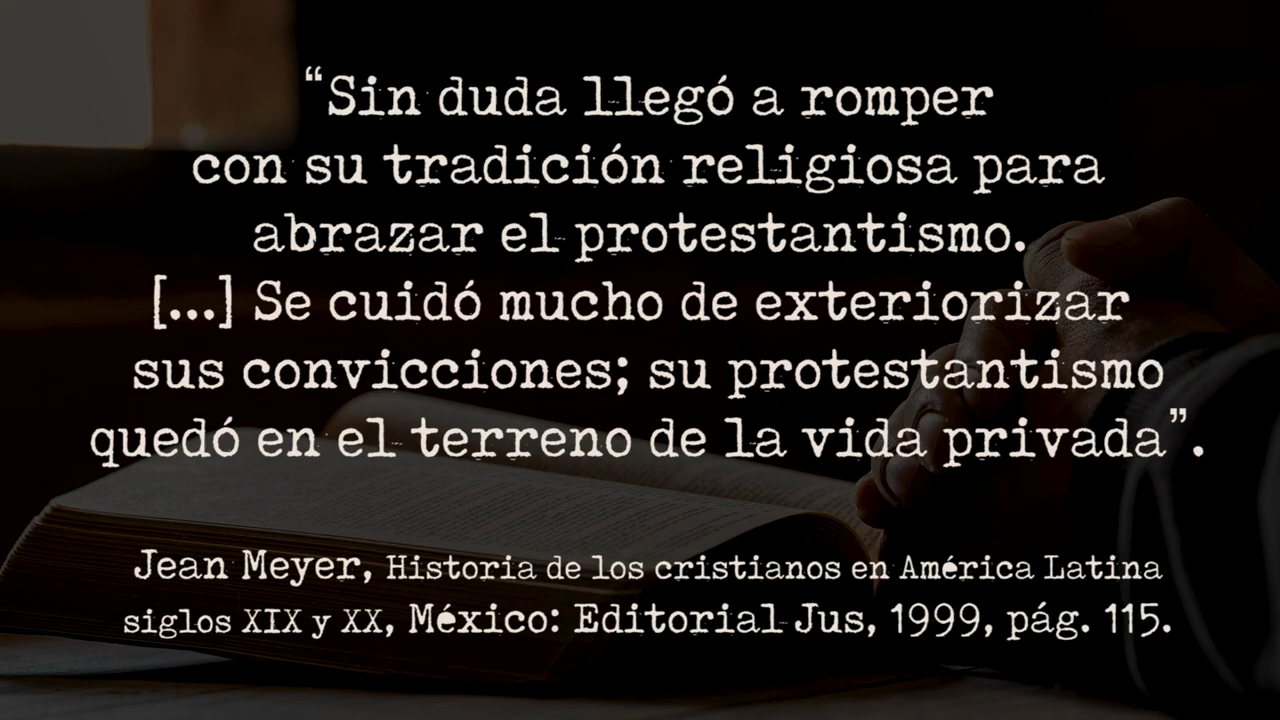 “Sin duda llegó a romper
con su tradición religiosa para
abrazar el protestantismo.
[...] Se cuidó mucho de exteriorizar
sus convicciones; su protestantismo
quedó en el terreno de la vida privada”.
Jean Meyer, Historia de los cristianos en América Latina
siglos XIX y XX, México: Editorial Jus, 1999, pág. 115.